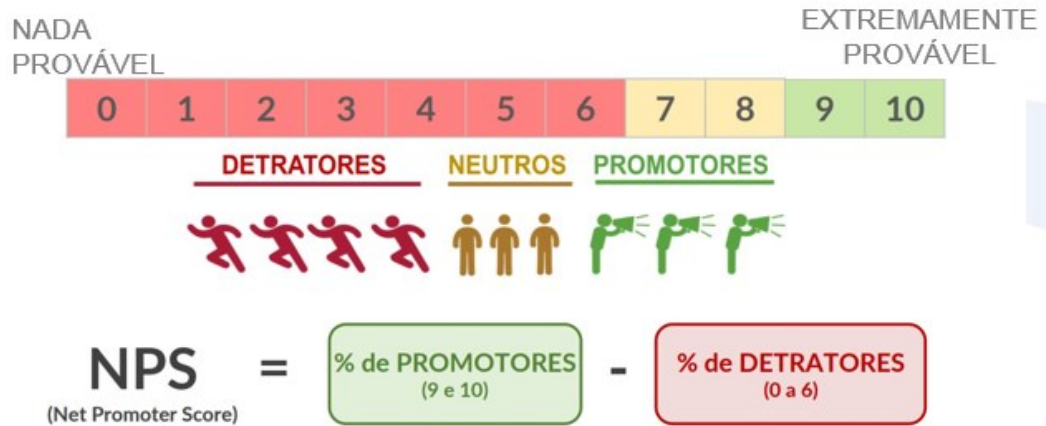 NADA
PROVÁVEL
EXTREMAMENTE
PROVÁVEL
0 1 2 3 4 5 6 7 8 9 10
DETRATORES NEUTROS PROMOTORES
NPS = % de PROMOTORES - % de DETRATORES
(Net Promoter Score) (9 e 10) (0 a 6)